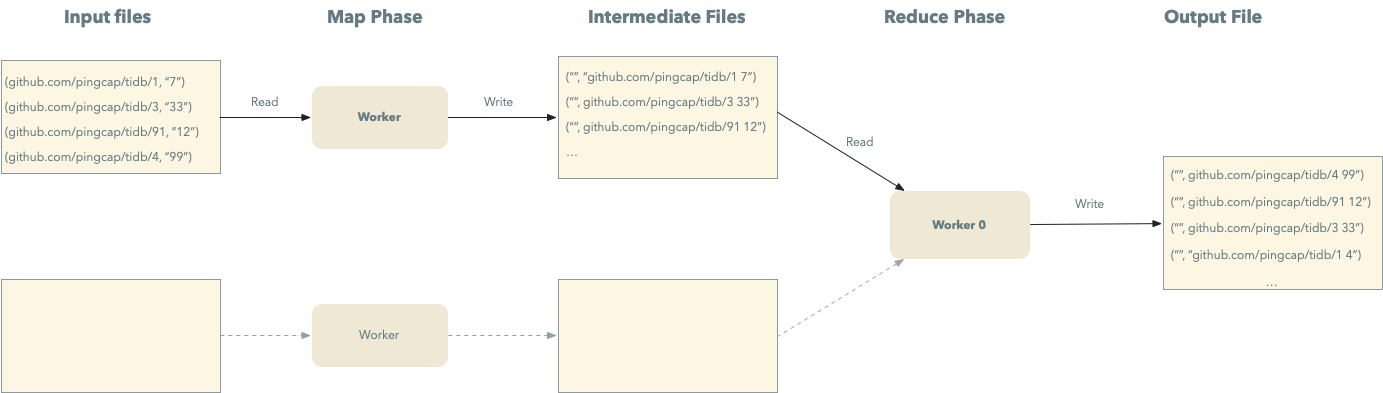 Input files
Map Phase
Intermediate Files
Reduce Phase
Output File
(github.com/pingcap/tidb/1, “7”)
(github.com/pingcap/tidb/3, “33”)
(github.com/pingcap/tidb/91, “12”)
(github.com/pingcap/tidb/4, “99”)
Read
Worker
Write
(“”, “github.com/pingcap/tidb/1 7”)
(“”, github.com/pingcap/tidb/3 33”)
(“”, github.com/pingcap/tidb/91 12”)
...
Read
Worker 0
Write
(“”, github.com/pingcap/tidb/4 99”)
(“”, github.com/pingcap/tidb/91 12”)
(“”, github.com/pingcap/tidb/3 33”)
(“”, “github.com/pingcap/tidb/1 4”)
...
Worker